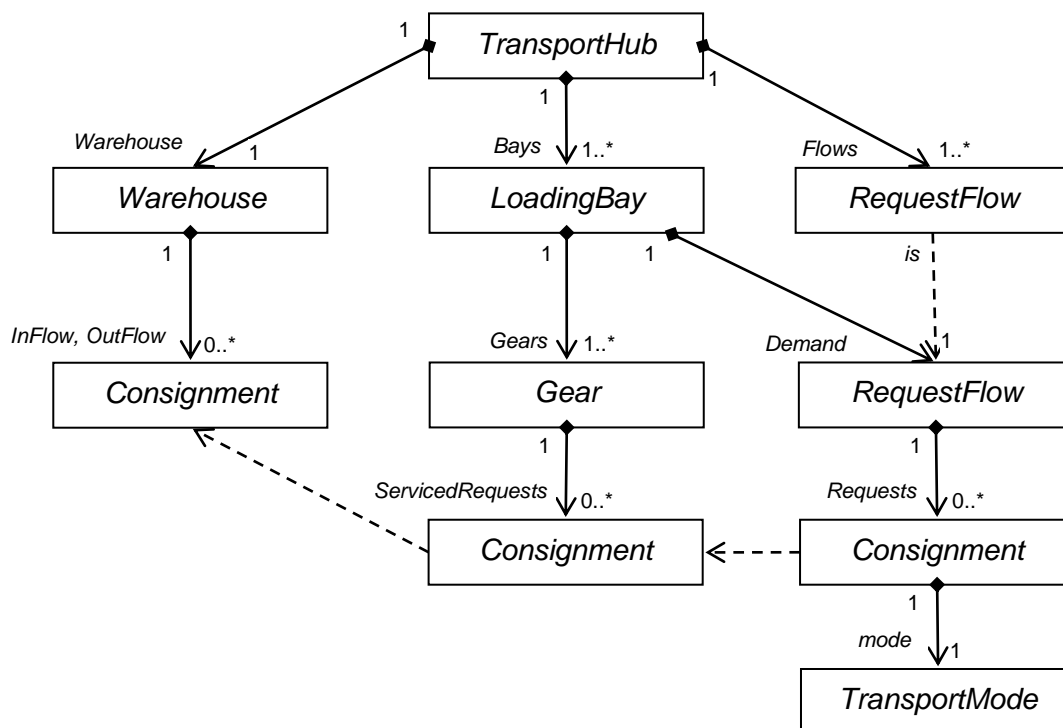 1
TransportHub
1
1
Warehouse
1
Bays
1..*
Flows
1..*
Warehouse
LoadingBay
RequestFlow
1
1
1
is
InFlow, OutFlow
0..*
Gears
1..*
Demand
1
Consignment
Gear
RequestFlow
1
1
ServicedRequests
0..*
Requests
0..*
Consignment
Consignment
1
mode
1
TransportMode